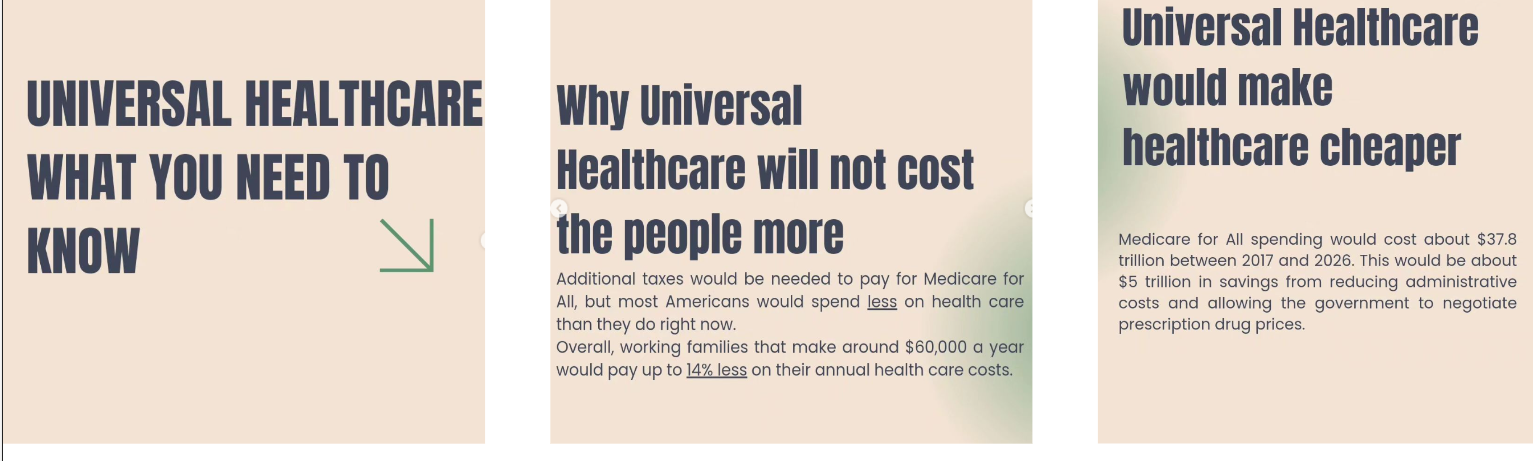 UNIVERSAL HEALTHCARE
WHAT YOU NEED TO
KNOW
Why Universal
Healthcare will not cost
the people more
Additional taxes would be needed to pay for Medicare for
All, but most Americans would spend less on health care
than they do right now.
Overall, working families that make around $60,000 a year
would pay up to 14% less on their annual health care costs.
Universal Healthcare
would make
healthcare cheaper
Medicare for All spending would cost about $37.8
trillion between 2017 and 2026. This would be about
$5 trillion in savings from reducing administrative
costs and allowing the government to negotiate
prescription drug prices.